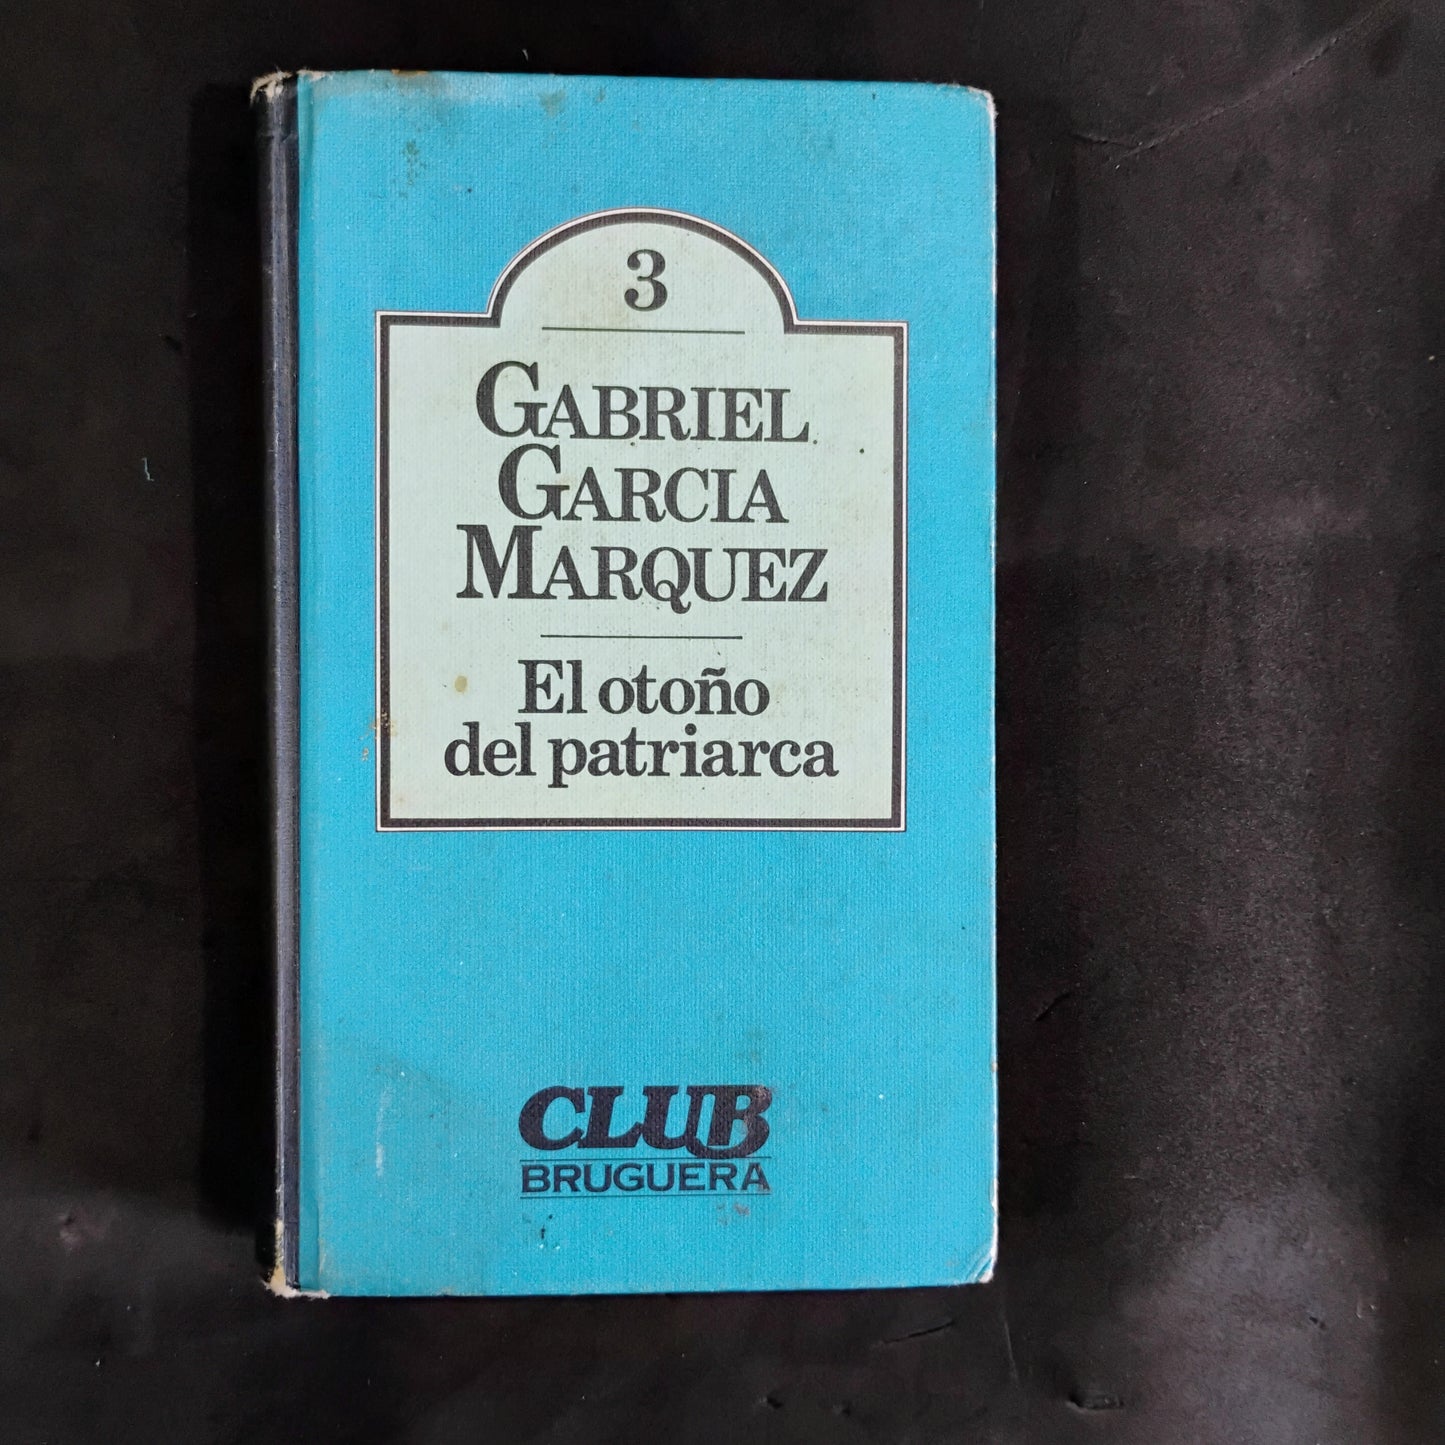 3
GABRIEL
GARCIA
MARQUEZ
El otoño
del patriarca
CLUB
BRUGUERA